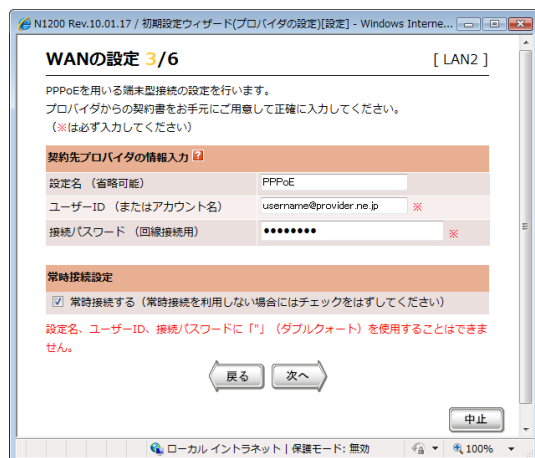 N1200 Rev.10.01.17 / 初期設定ウィザード(プロバイダの設定)[設定] - Windows Interne...
WANの設定 3/6 [ LAN2 ]
PPPoEを用いる端末型接続の設定を行います。
プロバイダからの契約書をお手元にご用意して正確に入力してください。
（※は必ず入力してください）
契約先プロバイダの情報入力 ?
設定名 （省略可能） PPPoE
ユーザーID （またはアカウント名） username@provider.ne.jp ※
接続パスワード （回線接続用） ●●●●●●●● ※
常時接続設定
常時接続する（常時接続を利用しない場合にはチェックをはずしてください）
設定名、ユーザーID、接続パスワードに「"」（ダブルクォート）を使用することはできま
せん。
戻る 次へ
中止
ローカル イントラネット | 保護モード: 無効 100%